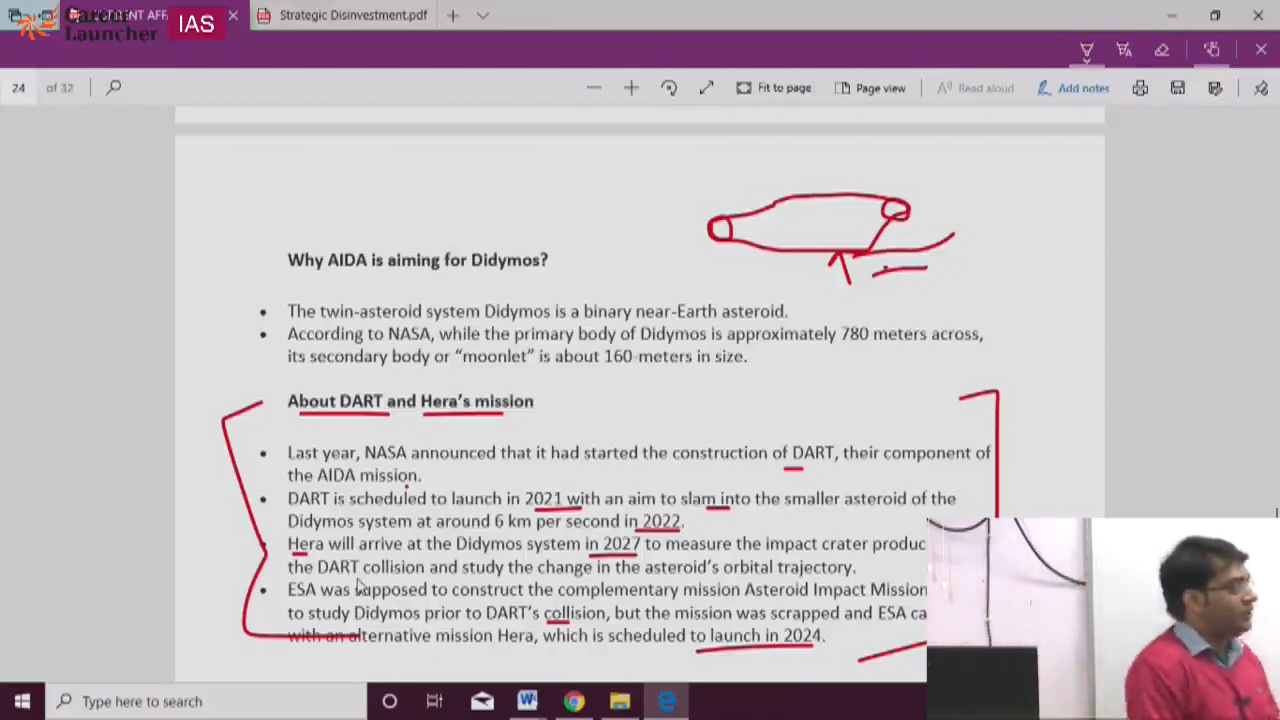 Career
Launcher
IAS
Strategic Disinvestment.pdf
24 of 32
Fit to page
Page view
Read aloud
Add notes
Why AIDA is aiming for Didymos?
• The twin-asteroid system Didymos is a binary near-Earth asteroid.
• According to NASA, while the primary body of Didymos is approximately 780 meters across,
its secondary body or “moonlet” is about 160-meters in size.
About DART and Hera's mission
• Last year, NASA announced that it had started the construction of DART, their component of
the AIDA mission.
• DART is scheduled to launch in 2021 with an aim to slam into the smaller asteroid of the
Didymos system at around 6 km per second in 2022.
Hera will arrive at the Didymos system in 2027 to measure the impact crater produc
the DART collision and study the change in the asteroid's orbital trajectory.
• ESA was supposed to construct the complementary mission Asteroid Impact Mission
to study Didymos prior to DART's collision, but the mission was scrapped and ESA ca
with an alternative mission Hera, which is scheduled to launch in 2024.
Type here to search